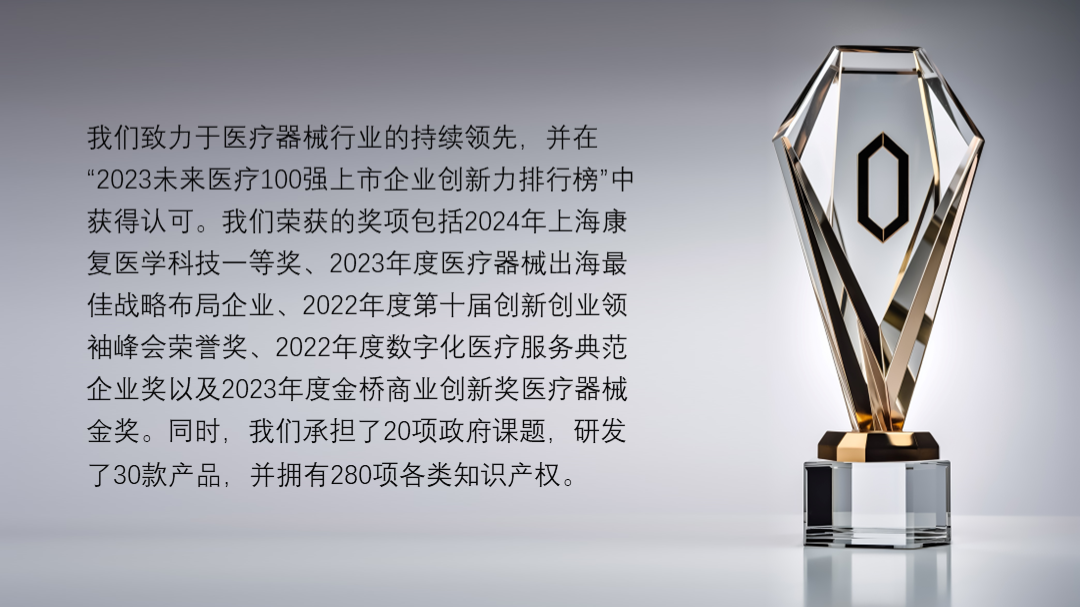 我们致力于医疗器械行业的持续领先，并在
“2023未来医疗100强上市企业创新力排行榜”中
获得认可。我们荣获的奖项包括2024年上海康
复医学科技一等奖、2023年度医疗器械出海最
佳战略布局企业、2022年度第十届创新创业领
袖峰会荣誉奖、2022年度数字化医疗服务典范
企业奖以及2023年度金桥商业创新奖医疗器械
金奖。同时，我们承担了20项政府课题，研发
了30款产品，并拥有280项各类知识产权。